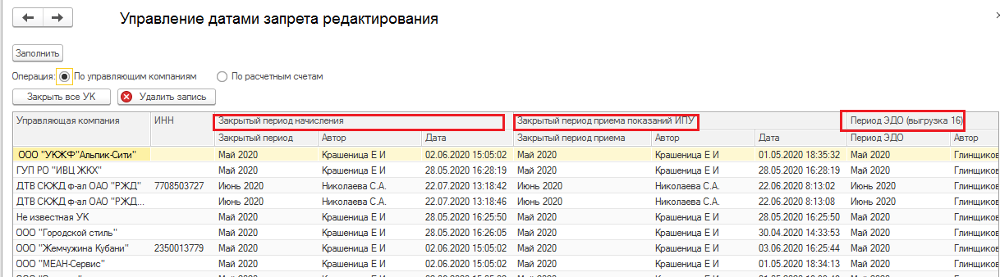 Управление датами запрета редактирования
Заполнить
Операция: По управляющим компаниям По расчетным счетам
Закрыть все УК Удалить запись
Управляющая компания ИНН Закрытый период начисления Закрытый период приема показаний ИПУ Период ЭДО (выгрузка 16)
Закрытый период Автор Дата Закрытый период приема Автор Дата Период ЭДО Автор
ООО "УКЖФ"Альпик-Сити" Май 2020 Крашеница Е И 02.06.2020 15:05:02 Май 2020 Крашеница Е И 01.05.2020 18:35:32 Май 2020 Глинщиков
ГУП РО "ИВЦ ЖКХ" Май 2020 Крашеница Е И 28.05.2020 16:28:19 Май 2020 Крашеница Е И 28.05.2020 16:28:19 Май 2020 Глинщиков
ДТВ СКЖД ф-ал ОАО "РЖД" 7708503727 Июнь 2020 Николаева С.А. 22.07.2020 13:18:42 Июнь 2020 Николаева С.А. 22.06.2020 8:13:02 Июнь 2020 Глинщиков
ДТВ СКЖД ф-ал ОАО "РЖД... Июнь 2020 Николаева С.А. 22.07.2020 13:18:46 Июнь 2020 Николаева С.А. 22.06.2020 8:13:08 Июнь 2020 Глинщиков
Не известная УК Май 2020 Крашеница Е И 28.05.2020 16:25:50 Май 2020 Крашеница Е И 28.05.2020 16:25:50 Май 2020 Глинщиков
ООО "Городской стиль" Май 2020 Крашеница Е И 28.05.2020 16:26:05 Май 2020 Крашеница Е И 30.04.2020 14:33:53 Май 2020 Глинщиков
ООО "Жемчужина Кубани" 2350013779 Май 2020 Крашеница Е И 02.06.2020 15:05:02 Май 2020 Крашеница Е И 03.06.2020 16:25:44 Май 2020 Глинщиков
ООО "МЕАН-Сервис" Май 2020 Крашеница Е И 02.06.2020 15:05:02 Май 2020 Крашеница Е И 01.05.2020 18:34:13 Май 2020 Глинщиков